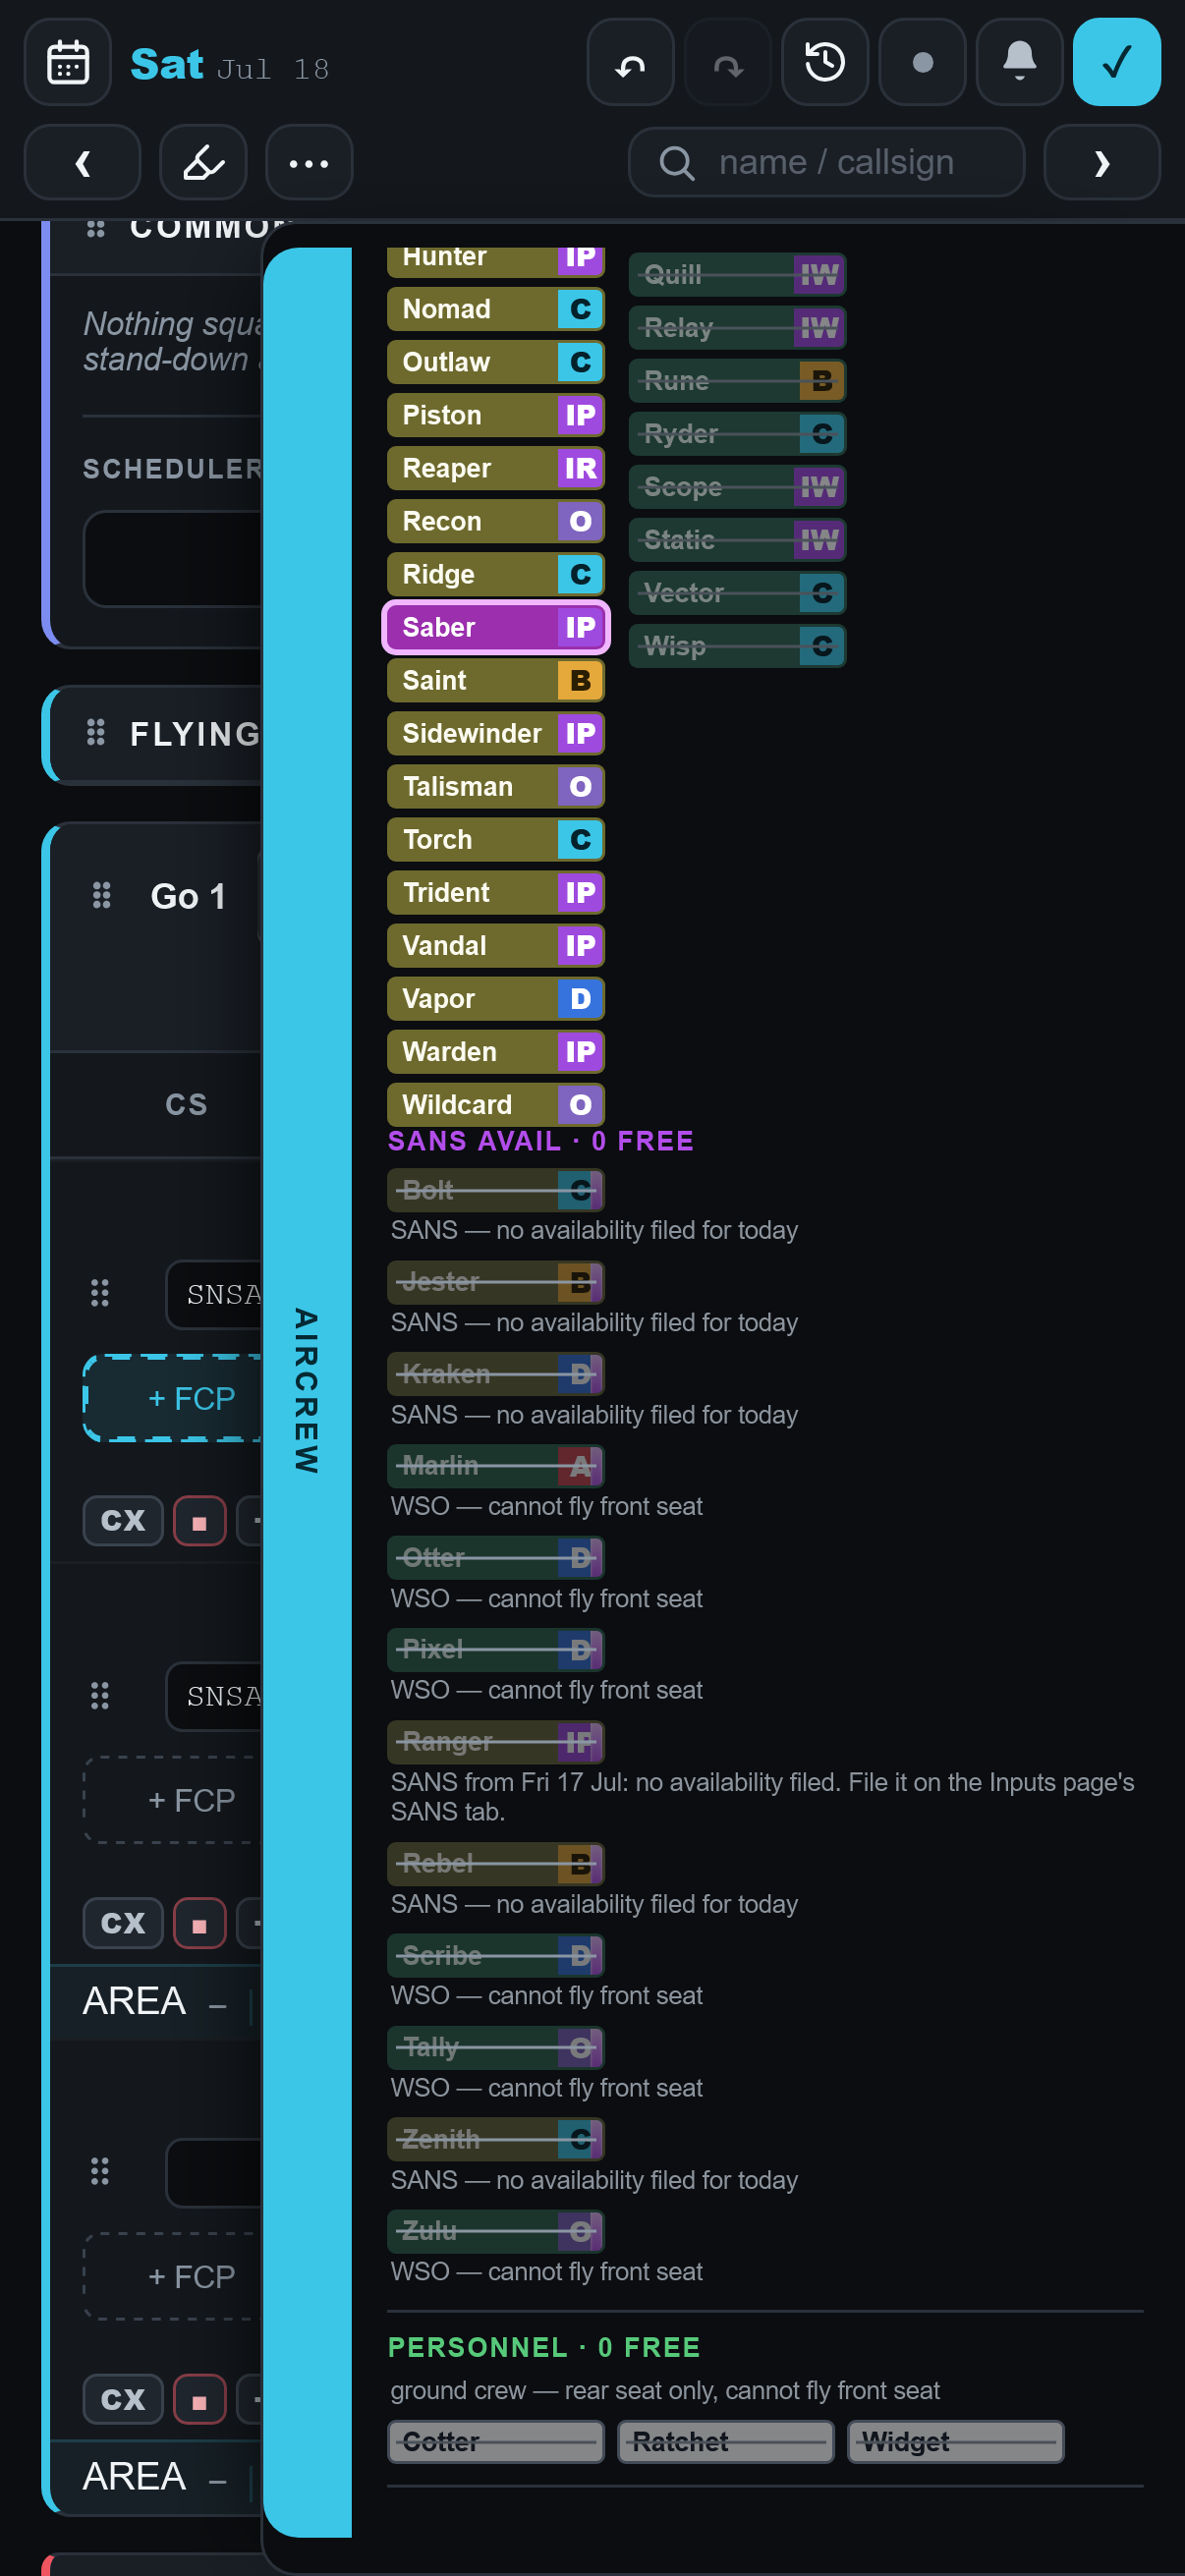 Sat Jul 18
name / callsign
COMMON
Nothing squa
stand-down
SCHEDULER
FLYING
Go 1
CS
SNSA
+ FCP
CX
SNSA
+ FCP
CX
AREA –
+ FCP
CX
AREA –
AIRCREW
Hunter IP
Nomad C
Outlaw C
Piston IP
Reaper IR
Recon O
Ridge C
Saber IP
Saint B
Sidewinder IP
Talisman O
Torch C
Trident IP
Vandal IP
Vapor D
Warden IP
Wildcard O
Quill IW
Relay IW
Rune B
Ryder C
Scope IW
Static IW
Vector C
Wisp C
SANS AVAIL · 0 FREE
Bolt C
SANS — no availability filed for today
Jester B
SANS — no availability filed for today
Kraken D
SANS — no availability filed for today
Marlin A
WSO — cannot fly front seat
Otter D
WSO — cannot fly front seat
Pixel D
WSO — cannot fly front seat
Ranger IP
SANS from Fri 17 Jul: no availability filed. File it on the Inputs page's
SANS tab.
Rebel B
SANS — no availability filed for today
Scribe D
WSO — cannot fly front seat
Tally O
WSO — cannot fly front seat
Zenith C
SANS — no availability filed for today
Zulu O
WSO — cannot fly front seat
PERSONNEL · 0 FREE
ground crew — rear seat only, cannot fly front seat
Cotter Ratchet Widget